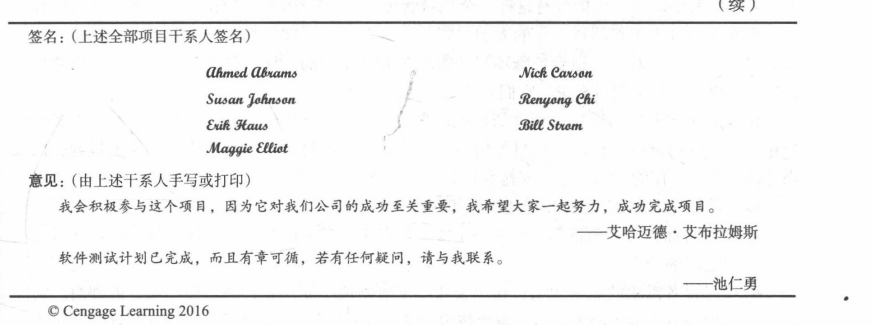 （续）
签名：（上述全部项目干系人签名）
Ahmed Abrams Nick Carson
Susan Johnson Renyong Chi
Erik Haus Bill Strom
Maggie Elliot
意见：（由上述干系人手写或打印）
我会积极参与这个项目，因为它对我们公司的成功至关重要，我希望大家一起努力，成功完成项目。
——艾哈迈德·艾布拉姆斯
软件测试计划已完成，而且有章可循，若有任何疑问，请与我联系。
——池仁勇
© Cengage Learning 2016